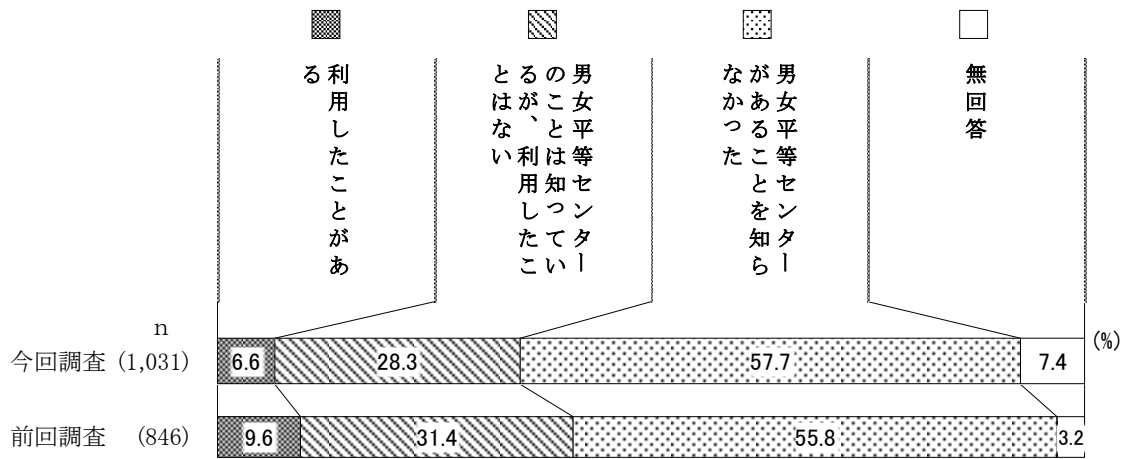 利用したことがあ
る
男女平等センター
のことは知ってい
るが、利用したこ
とはない
男女平等センター
があることを知ら
なかった
無回答
n
(%)
今回調査 (1,031) 6.6 28.3 57.7 7.4
前回調査 (846) 9.6 31.4 55.8 3.2